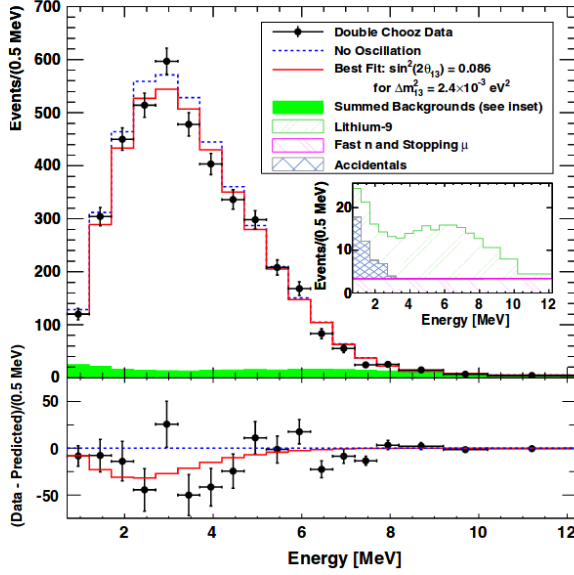 Events/(0.5 MeV)
700
600
500
400
300
200
100
0
Double Chooz Data
No Oscillation
Best Fit: sin²(2θ₁₃) = 0.086
for Δm²₁₃ = 2.4×10⁻³ eV²
Summed Backgrounds (see Inset)
Lithium-9
Fast n and Stopping μ
Accidentals
Events/(0.5 MeV)
20
10
0
2 4 6 8 10 12
Energy [MeV]
(Data - Predicted)/(0.5 MeV)
50
0
-50
2 4 6 8 10 12
Energy [MeV]